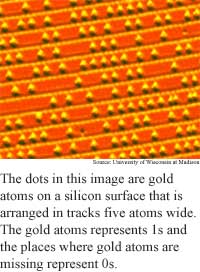 Source: University of Wisconsin at Madison
The dots in this image are gold
atoms on a silicon surface that is
arranged in tracks five atoms wide.
The gold atoms represents 1s and
the places where gold atoms are
missing represent 0s.